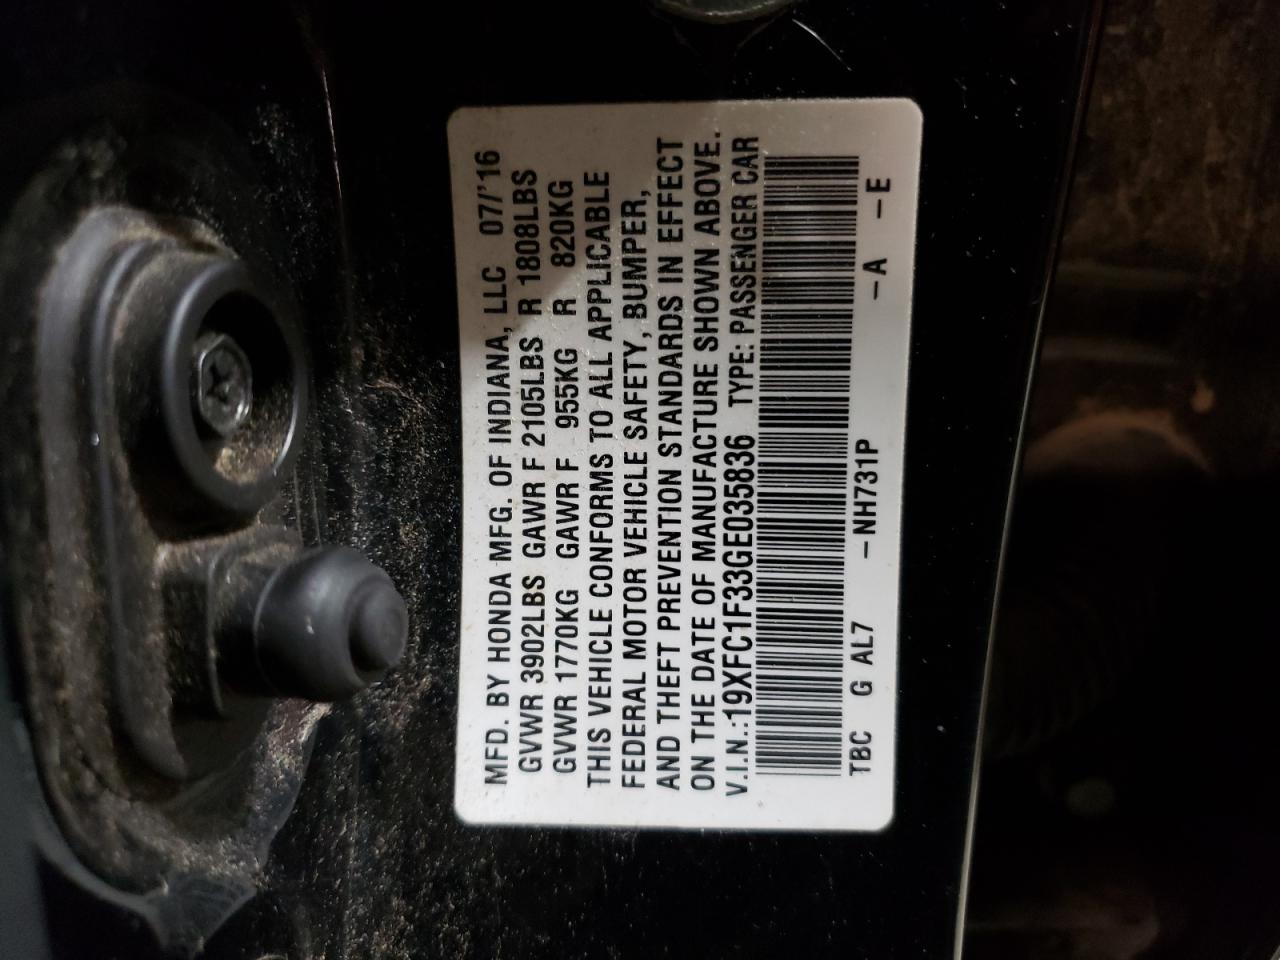 MFD. BY HONDA MFG. OF INDIANA, LLC 07/'16
GVWR 3902LBS GAWR F 2105LBS R 1808LBS
GVWR 1770KG GAWR F 955KG R 820KG
THIS VEHICLE CONFORMS TO ALL APPLICABLE
FEDERAL MOTOR VEHICLE SAFETY, BUMPER,
AND THEFT PREVENTION STANDARDS IN EFFECT
ON THE DATE OF MANUFACTURE SHOWN ABOVE.
V.I.N.:19XFC1F33GE035836 TYPE: PASSENGER CAR
TBC G AL7 –NH731P –A –E